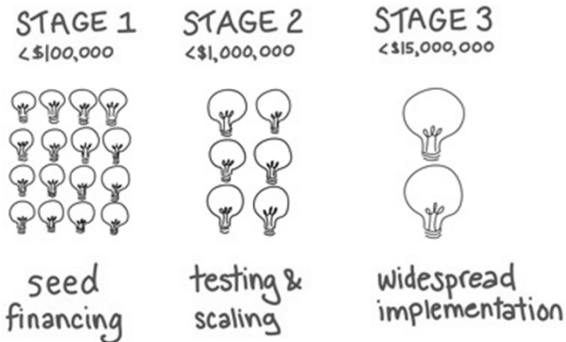 STAGE 1
<$100,000
STAGE 2
<$1,000,000
STAGE 3
<$15,000,000
seed
financing
testing &
scaling
widespread
implementation